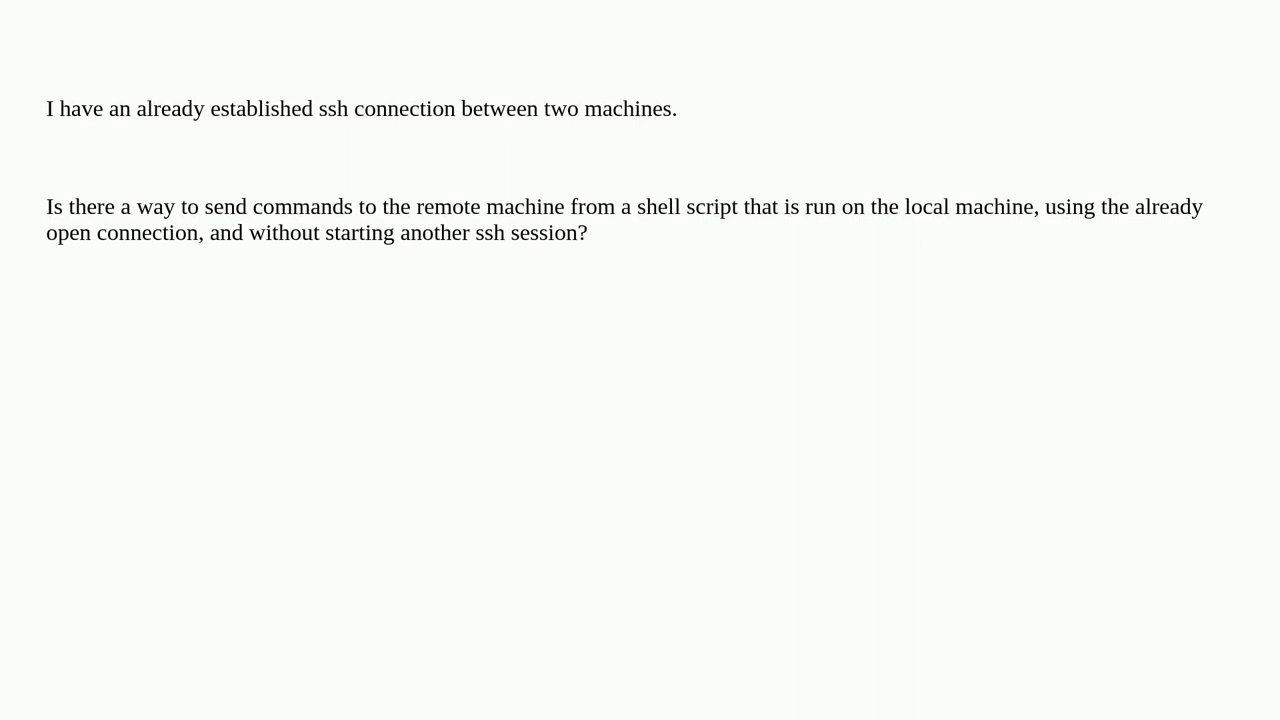 I have an already established ssh connection between two machines.
Is there a way to send commands to the remote machine from a shell script that is run on the local machine, using the already
open connection, and without starting another ssh session?